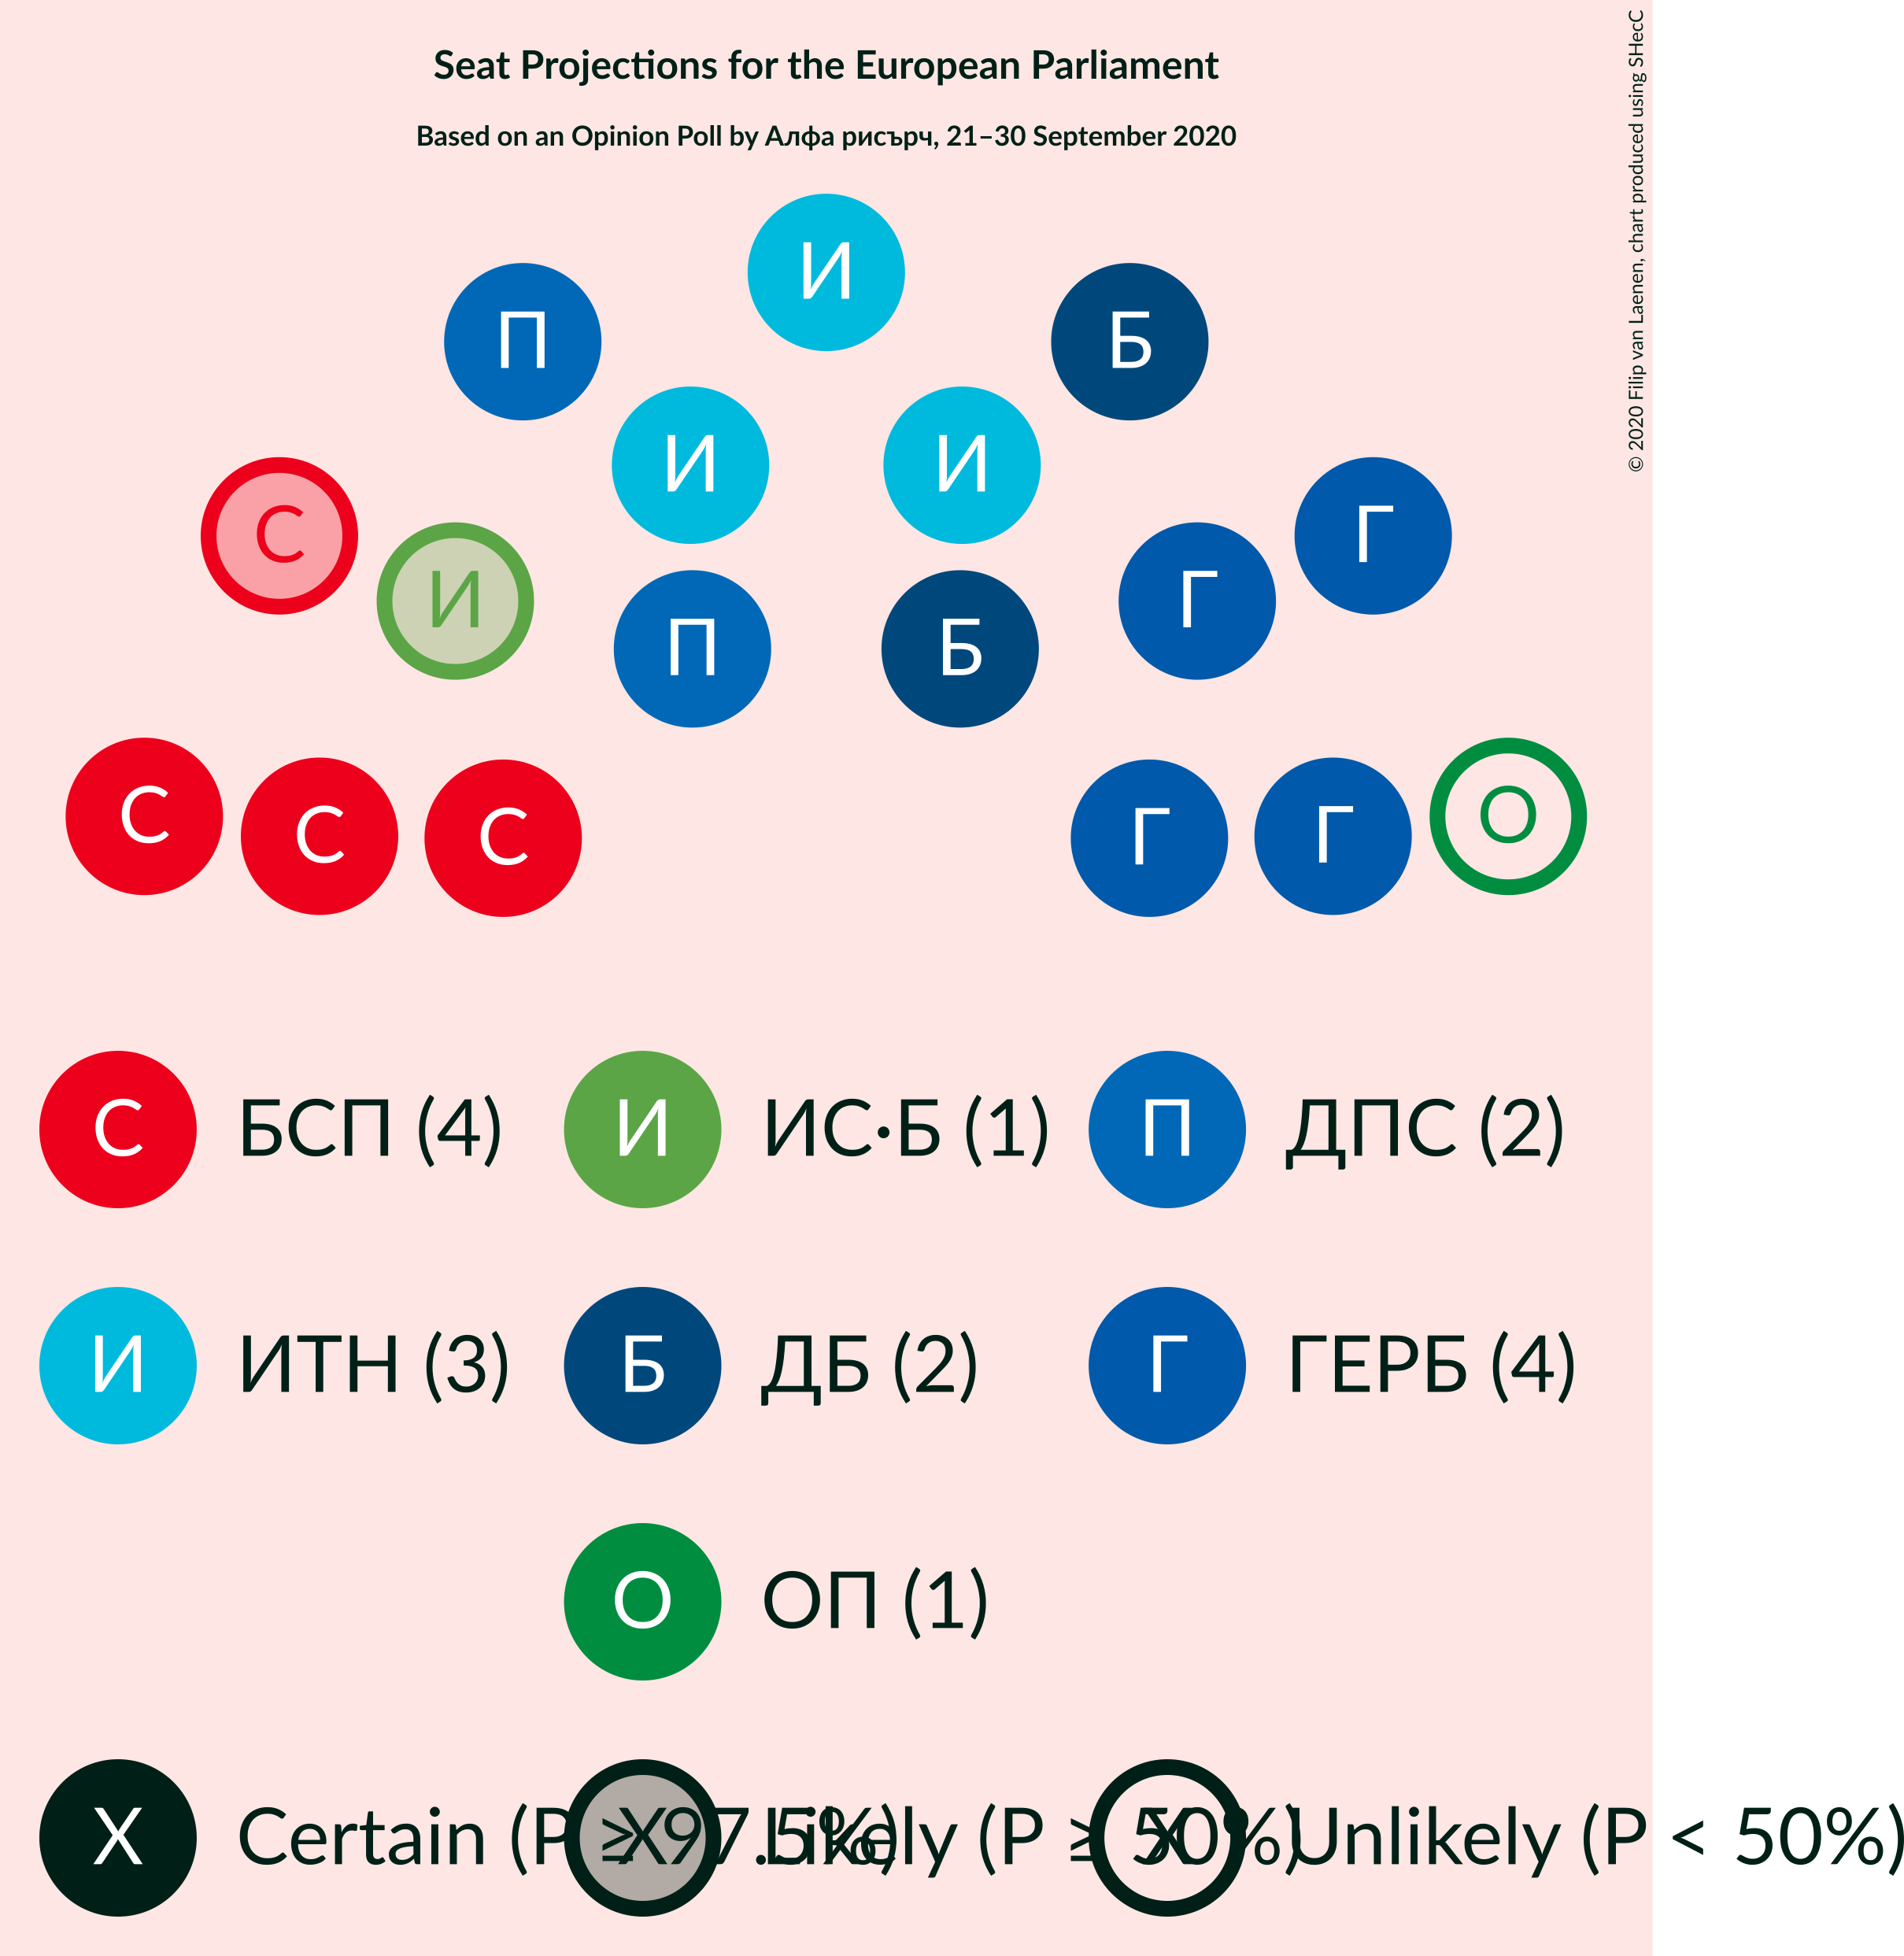 Seat Projections for the European Parliament
Based on an Opinion Poll by Алфа рисърч, 21–30 September 2020
© 2020 Filip van Laenen, chart produced using SHecC
И
П Б
И И
С Г
И Г
П Б
С О
С С Г Г
С БСП (4) И ИС·Б (1) П ДПС (2)
И ИТН (3) Б ДБ (2) Г ГЕРБ (4)
О ОП (1)
X Certain (P ≥ 97.5%) X Likely (P ≥ 50%) X Unlikely (P < 50%)